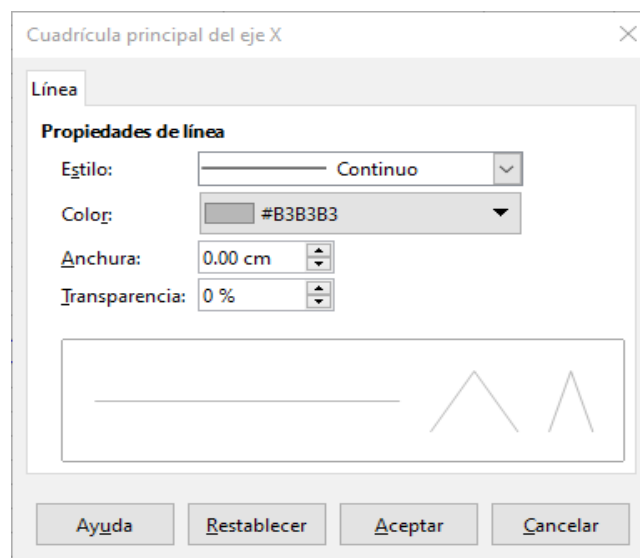 Cuadrícula principal del eje X
Línea
Propiedades de línea
Estilo: Continuo
Color: #B3B3B3
Anchura: 0.00 cm
Transparencia: 0 %
Ayuda Restablecer Aceptar Cancelar